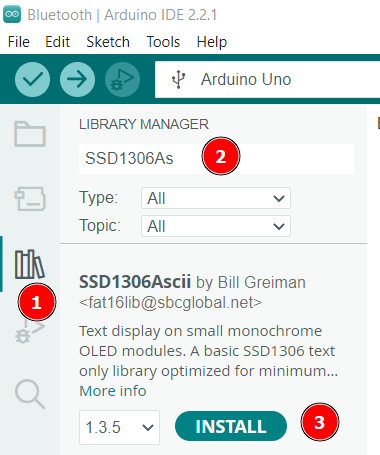 Bluetooth | Arduino IDE 2.2.1
File Edit Sketch Tools Help
Arduino Uno
LIBRARY MANAGER
SSD1306As
2
Type: All
Topic: All
1
SSD1306Ascii by Bill Greiman
<fat16lib@sbcglobal.net>
Text display on small monochrome
OLED modules. A basic SSD1306 text
only library optimized for minimum...
More info
1.3.5 INSTALL 3